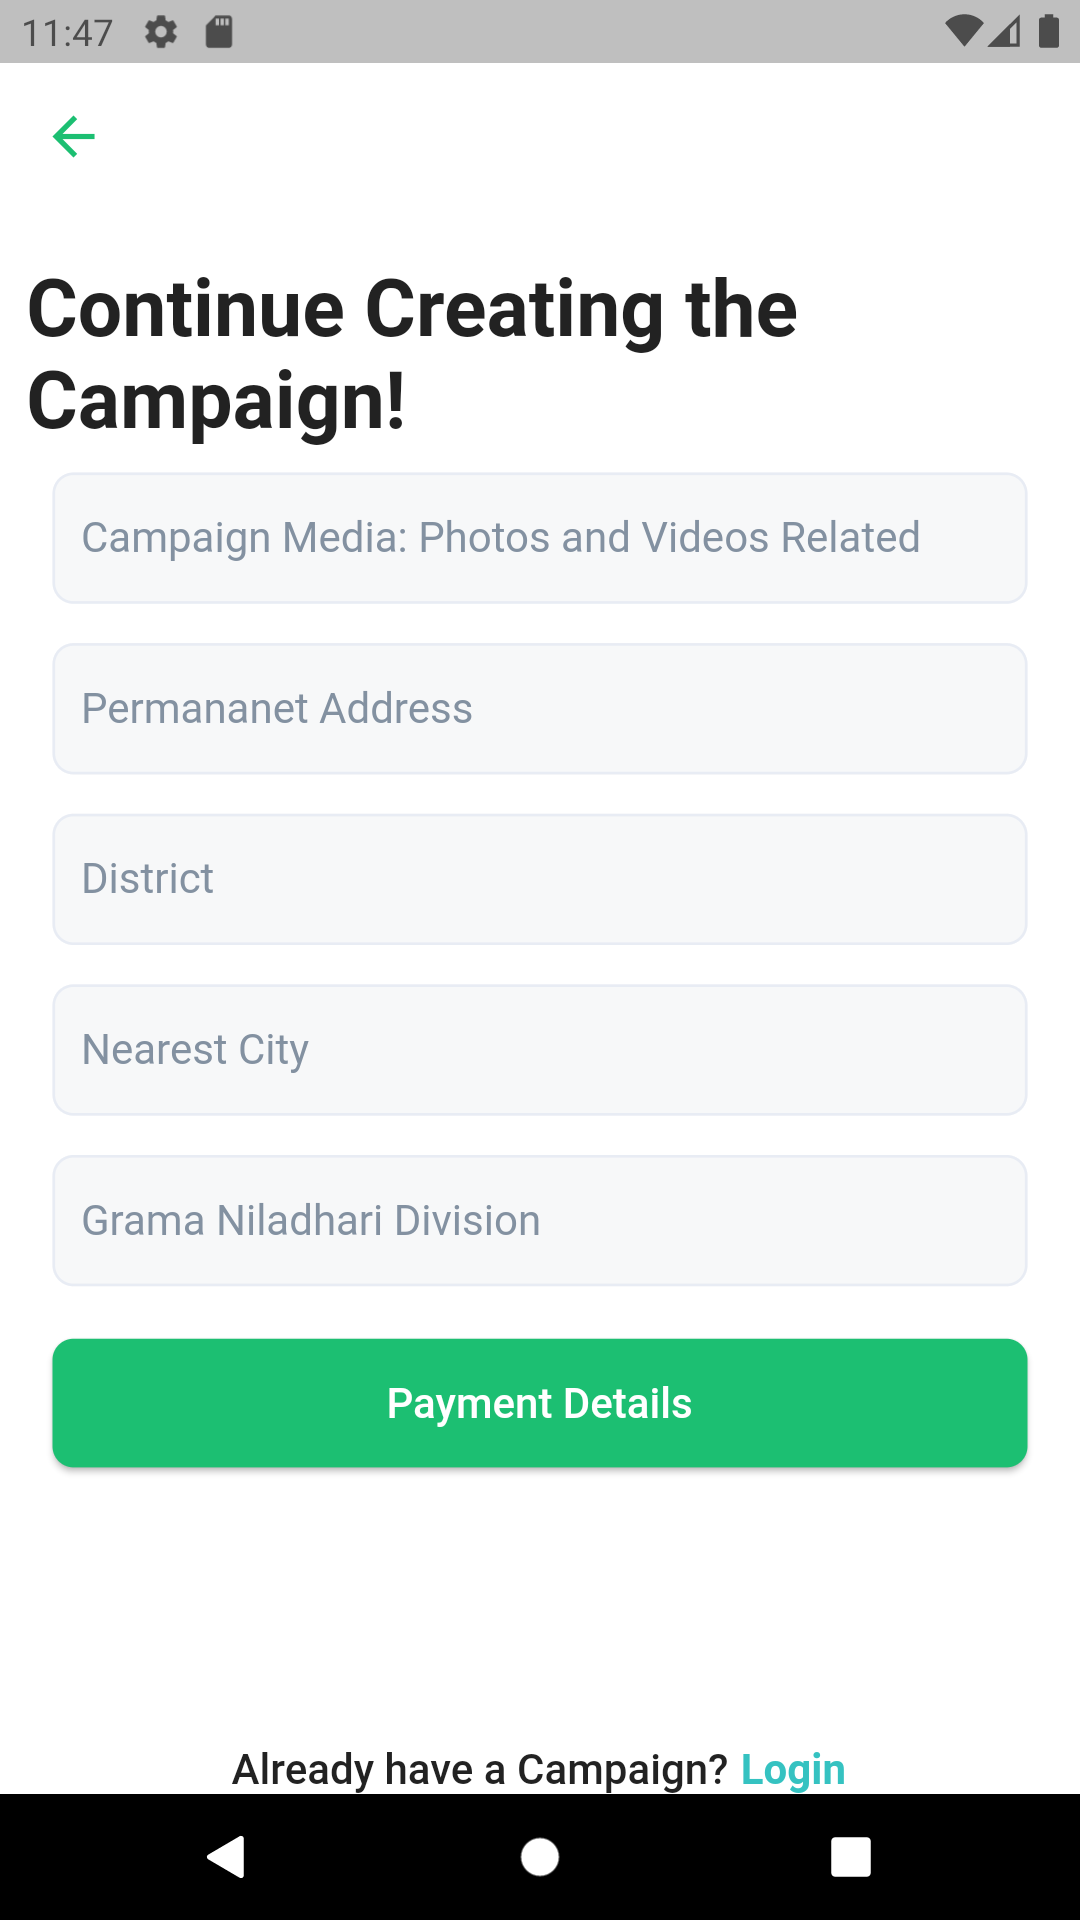 11:47
Continue Creating the
Campaign!
Campaign Media: Photos and Videos Related
Permananet Address
District
Nearest City
Grama Niladhari Division
Payment Details
Already have a Campaign? Login